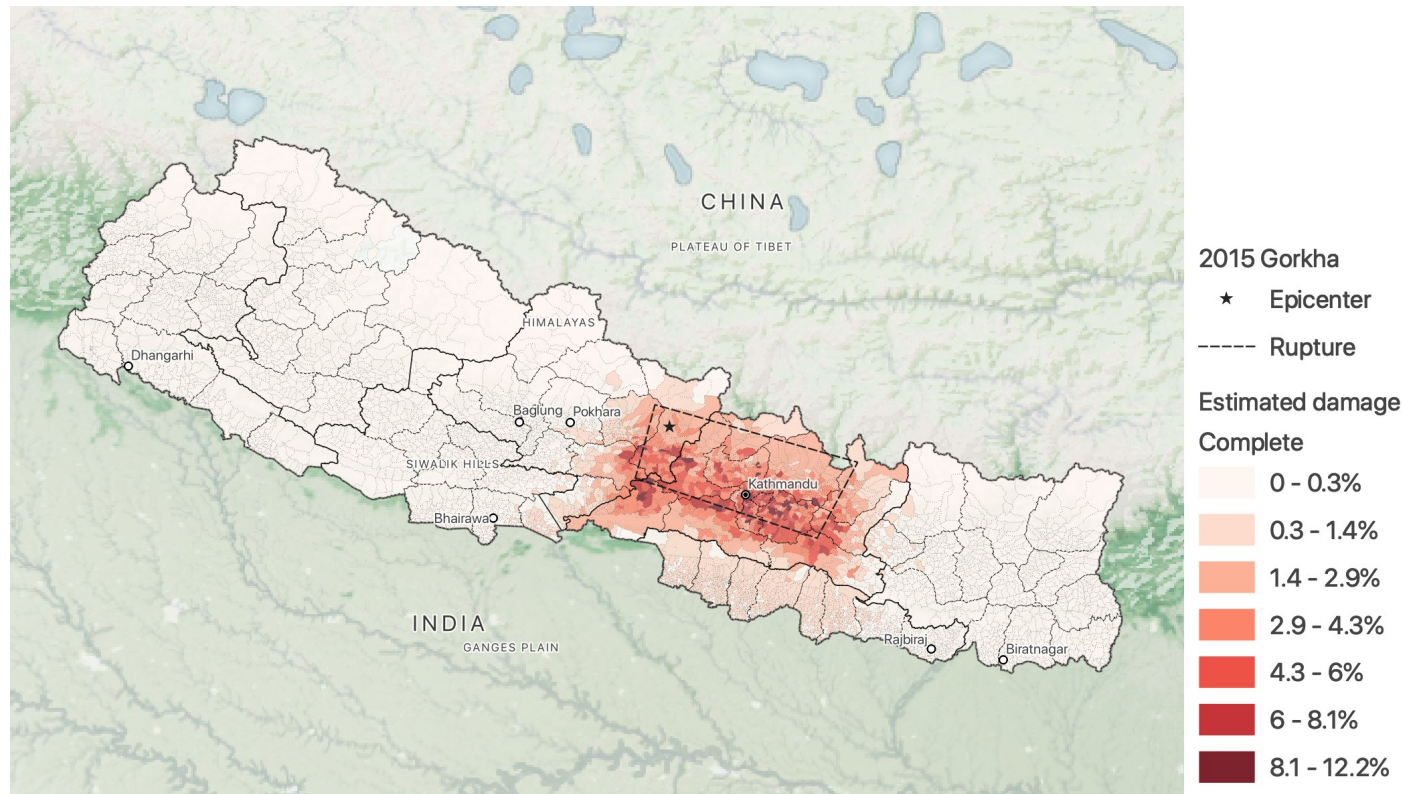 CHINA
PLATEAU OF TIBET
HIMALAYAS
Dhangarhi
Baglung
Pokhara
SIWALIK HILLS
Kathmandu
Bhairawa
INDIA
GANGES PLAIN
Rajbiraj
Biratnagar
2015 Gorkha
Epicenter
Rupture
Estimated damage
Complete
0 - 0.3%
0.3 - 1.4%
1.4 - 2.9%
2.9 - 4.3%
4.3 - 6%
6 - 8.1%
8.1 - 12.2%